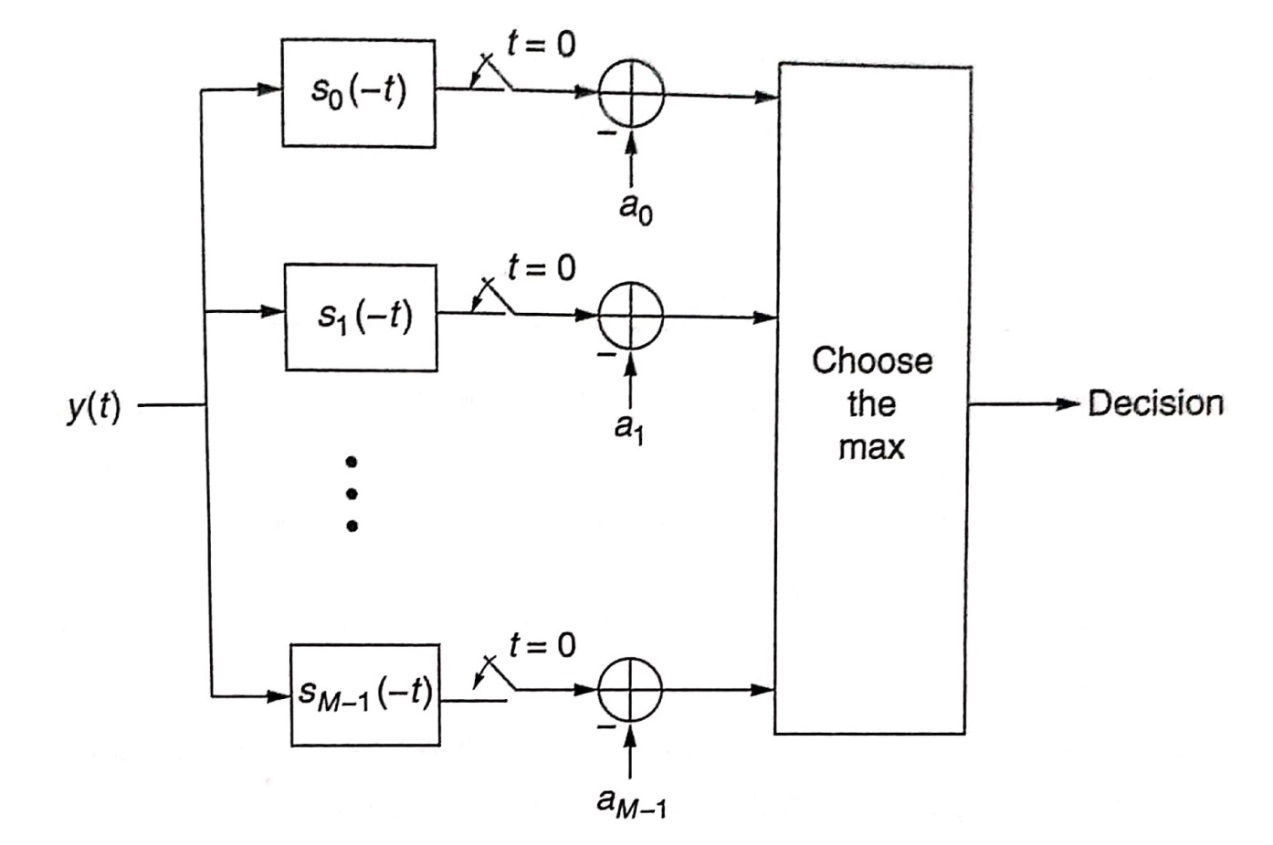 s₀(−t)
t = 0
−
a₀
s₁(−t)
t = 0
−
a₁
y(t)
Choose
the
max
Decision
s_{M−1}(−t)
t = 0
−
a_{M−1}